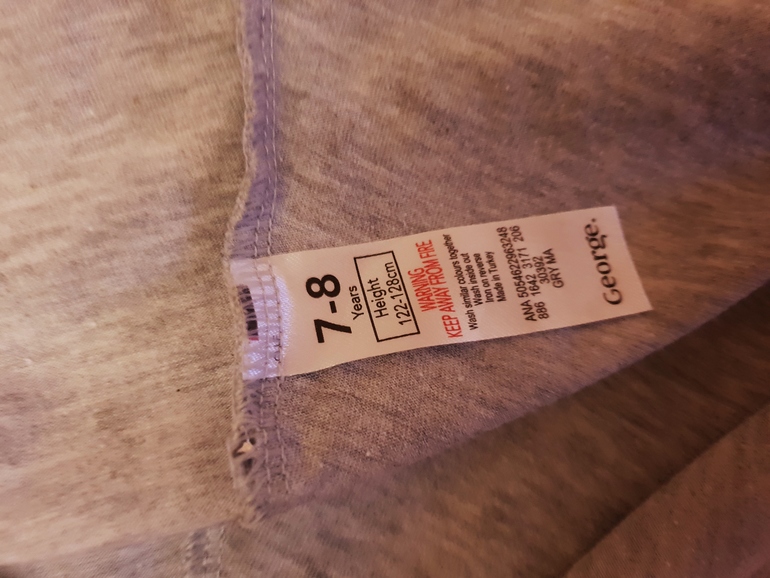 7-8
Years
Height
122-128cm
WARNING
KEEP AWAY FROM FIRE
Wash similar colours together
Wash inside out
Iron on reverse
Made in Turkey
ANA 5054622963248
642 3171 206
886 30392
GRY MA
George.